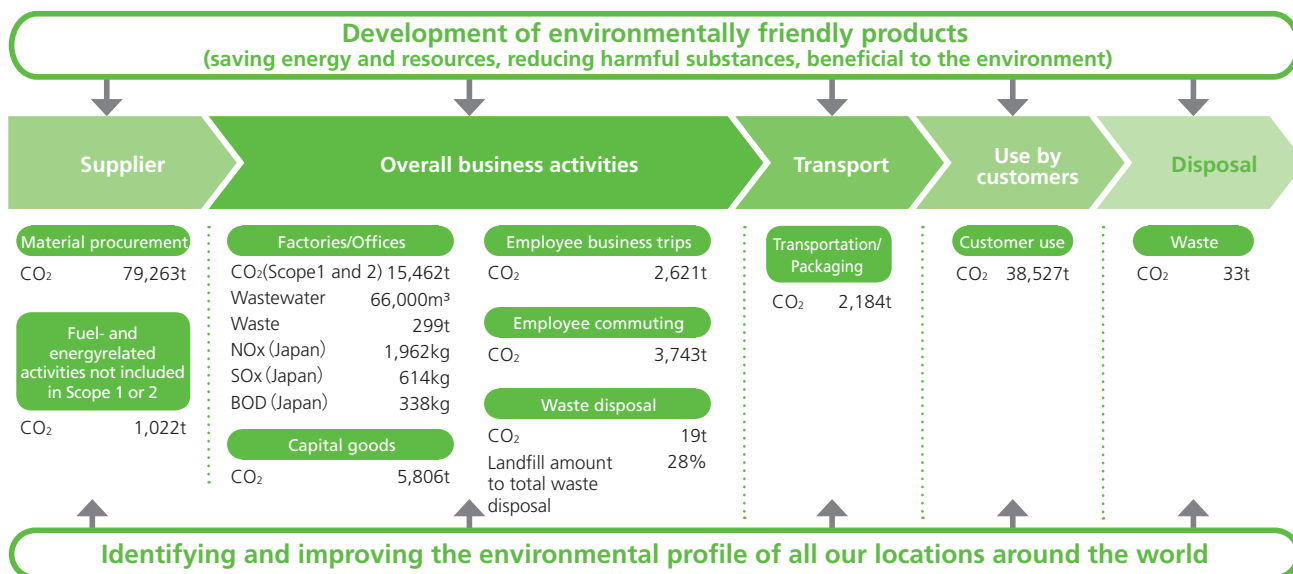 Development of environmentally friendly products
(saving energy and resources, reducing harmful substances, beneficial to the environment)
Supplier
Overall business activities
Transport
Use by
customers
Disposal
Material procurement
CO₂ 79,263t
Fuel- and
energyrelated
activities not included
in Scope 1 or 2
CO₂ 1,022t
Factories/Offices
CO₂(Scope1 and 2) 15,462t
Wastewater 66,000m³
Waste 299t
NOx (Japan) 1,962kg
SOx (Japan) 614kg
BOD (Japan) 338kg
Capital goods
CO₂ 5,806t
Employee business trips
CO₂ 2,621t
Employee commuting
CO₂ 3,743t
Waste disposal
CO₂ 19t
Landfill amount 28%
to total waste
disposal
Transportation/
Packaging
CO₂ 2,184t
Customer use
CO₂ 38,527t
Waste
CO₂ 33t
Identifying and improving the environmental profile of all our locations around the world